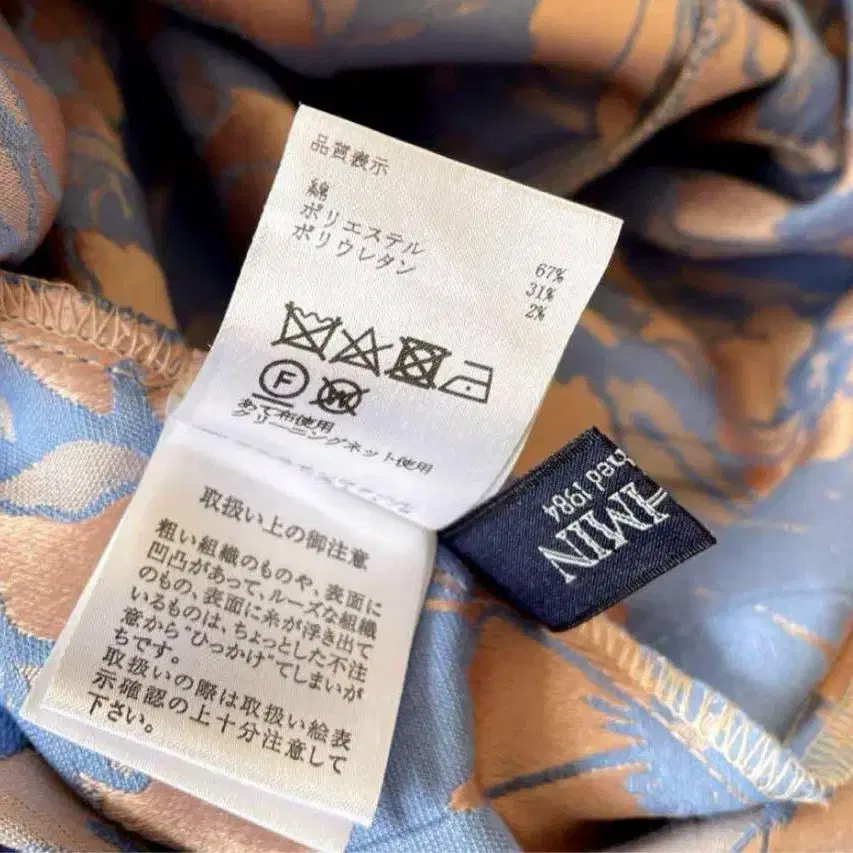 品質表示
綿 67%
ポリエステル 31%
ポリウレタン 2%
F
W
あて布使用
クリーニングネット使用
取扱い上の御注意
粗い組織のものや、表面に
凹凸があって、ルーズな組織
のもの、表面に糸が浮き出て
いるものは、ちょっとした不注
意から"ひっかけ"てしまいが
ちです。
取扱いの際は取扱い絵表
示確認の上十分注意して
下さい。
1984